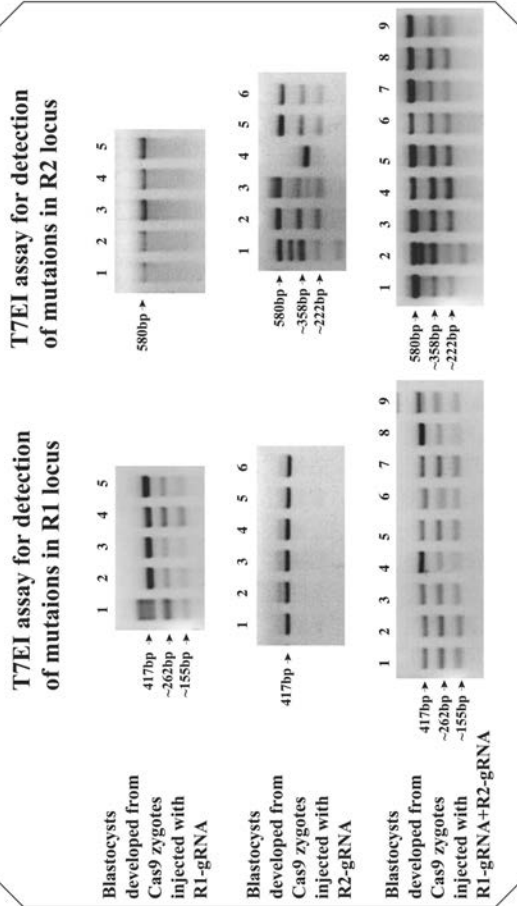 T7EI assay for detection
of mutaions in R1 locus
T7EI assay for detection
of mutaions in R2 locus
Blastocysts
developed from
Cas9 zygotes
injected with
R1-gRNA
1 2 3 4 5
417bp
~262bp
~155bp
1 2 3 4 5
580bp
Blastocysts
developed from
Cas9 zygotes
injected with
R2-gRNA
1 2 3 4 5 6
417bp
1 2 3 4 5 6
580bp
~358bp
~222bp
Blastocysts
developed from
Cas9 zygotes
injected with
R1-gRNA+R2-gRNA
1 2 3 4 5 6 7 8 9
417bp
~262bp
~155bp
1 2 3 4 5 6 7 8 9
580bp
~358bp
~222bp